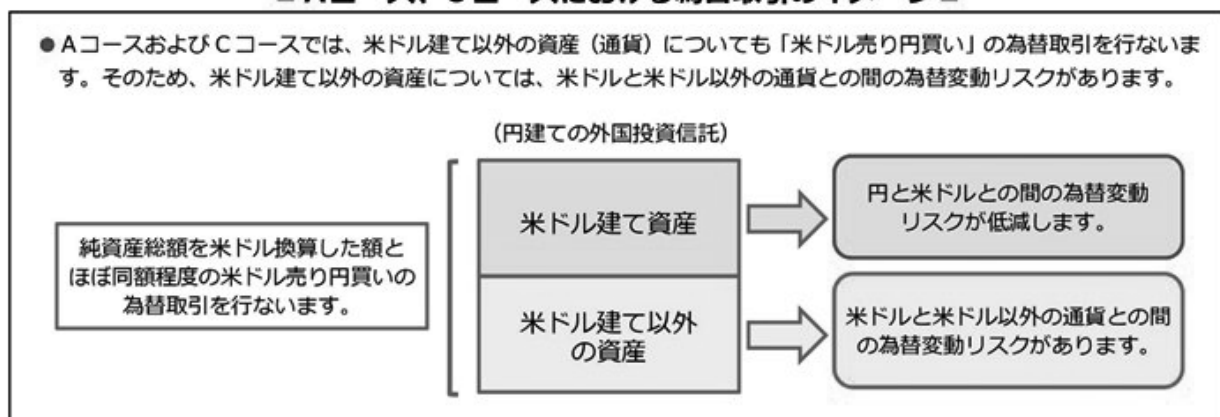 ●AコースおよびCコースでは、米ドル建て以外の資産（通貨）についても「米ドル売り円買い」の為替取引を行ないま
す。そのため、米ドル建て以外の資産については、米ドルと米ドル以外の通貨との間の為替変動リスクがあります。
（円建ての外国投資信託）
純資産総額を米ドル換算した額と
ほぼ同額程度の米ドル売り円買いの
為替取引を行ないます。
米ドル建て資産
円と米ドルとの間の為替変動
リスクが低減します。
米ドル建て以外
の資産
米ドルと米ドル以外の通貨との間
の為替変動リスクがあります。